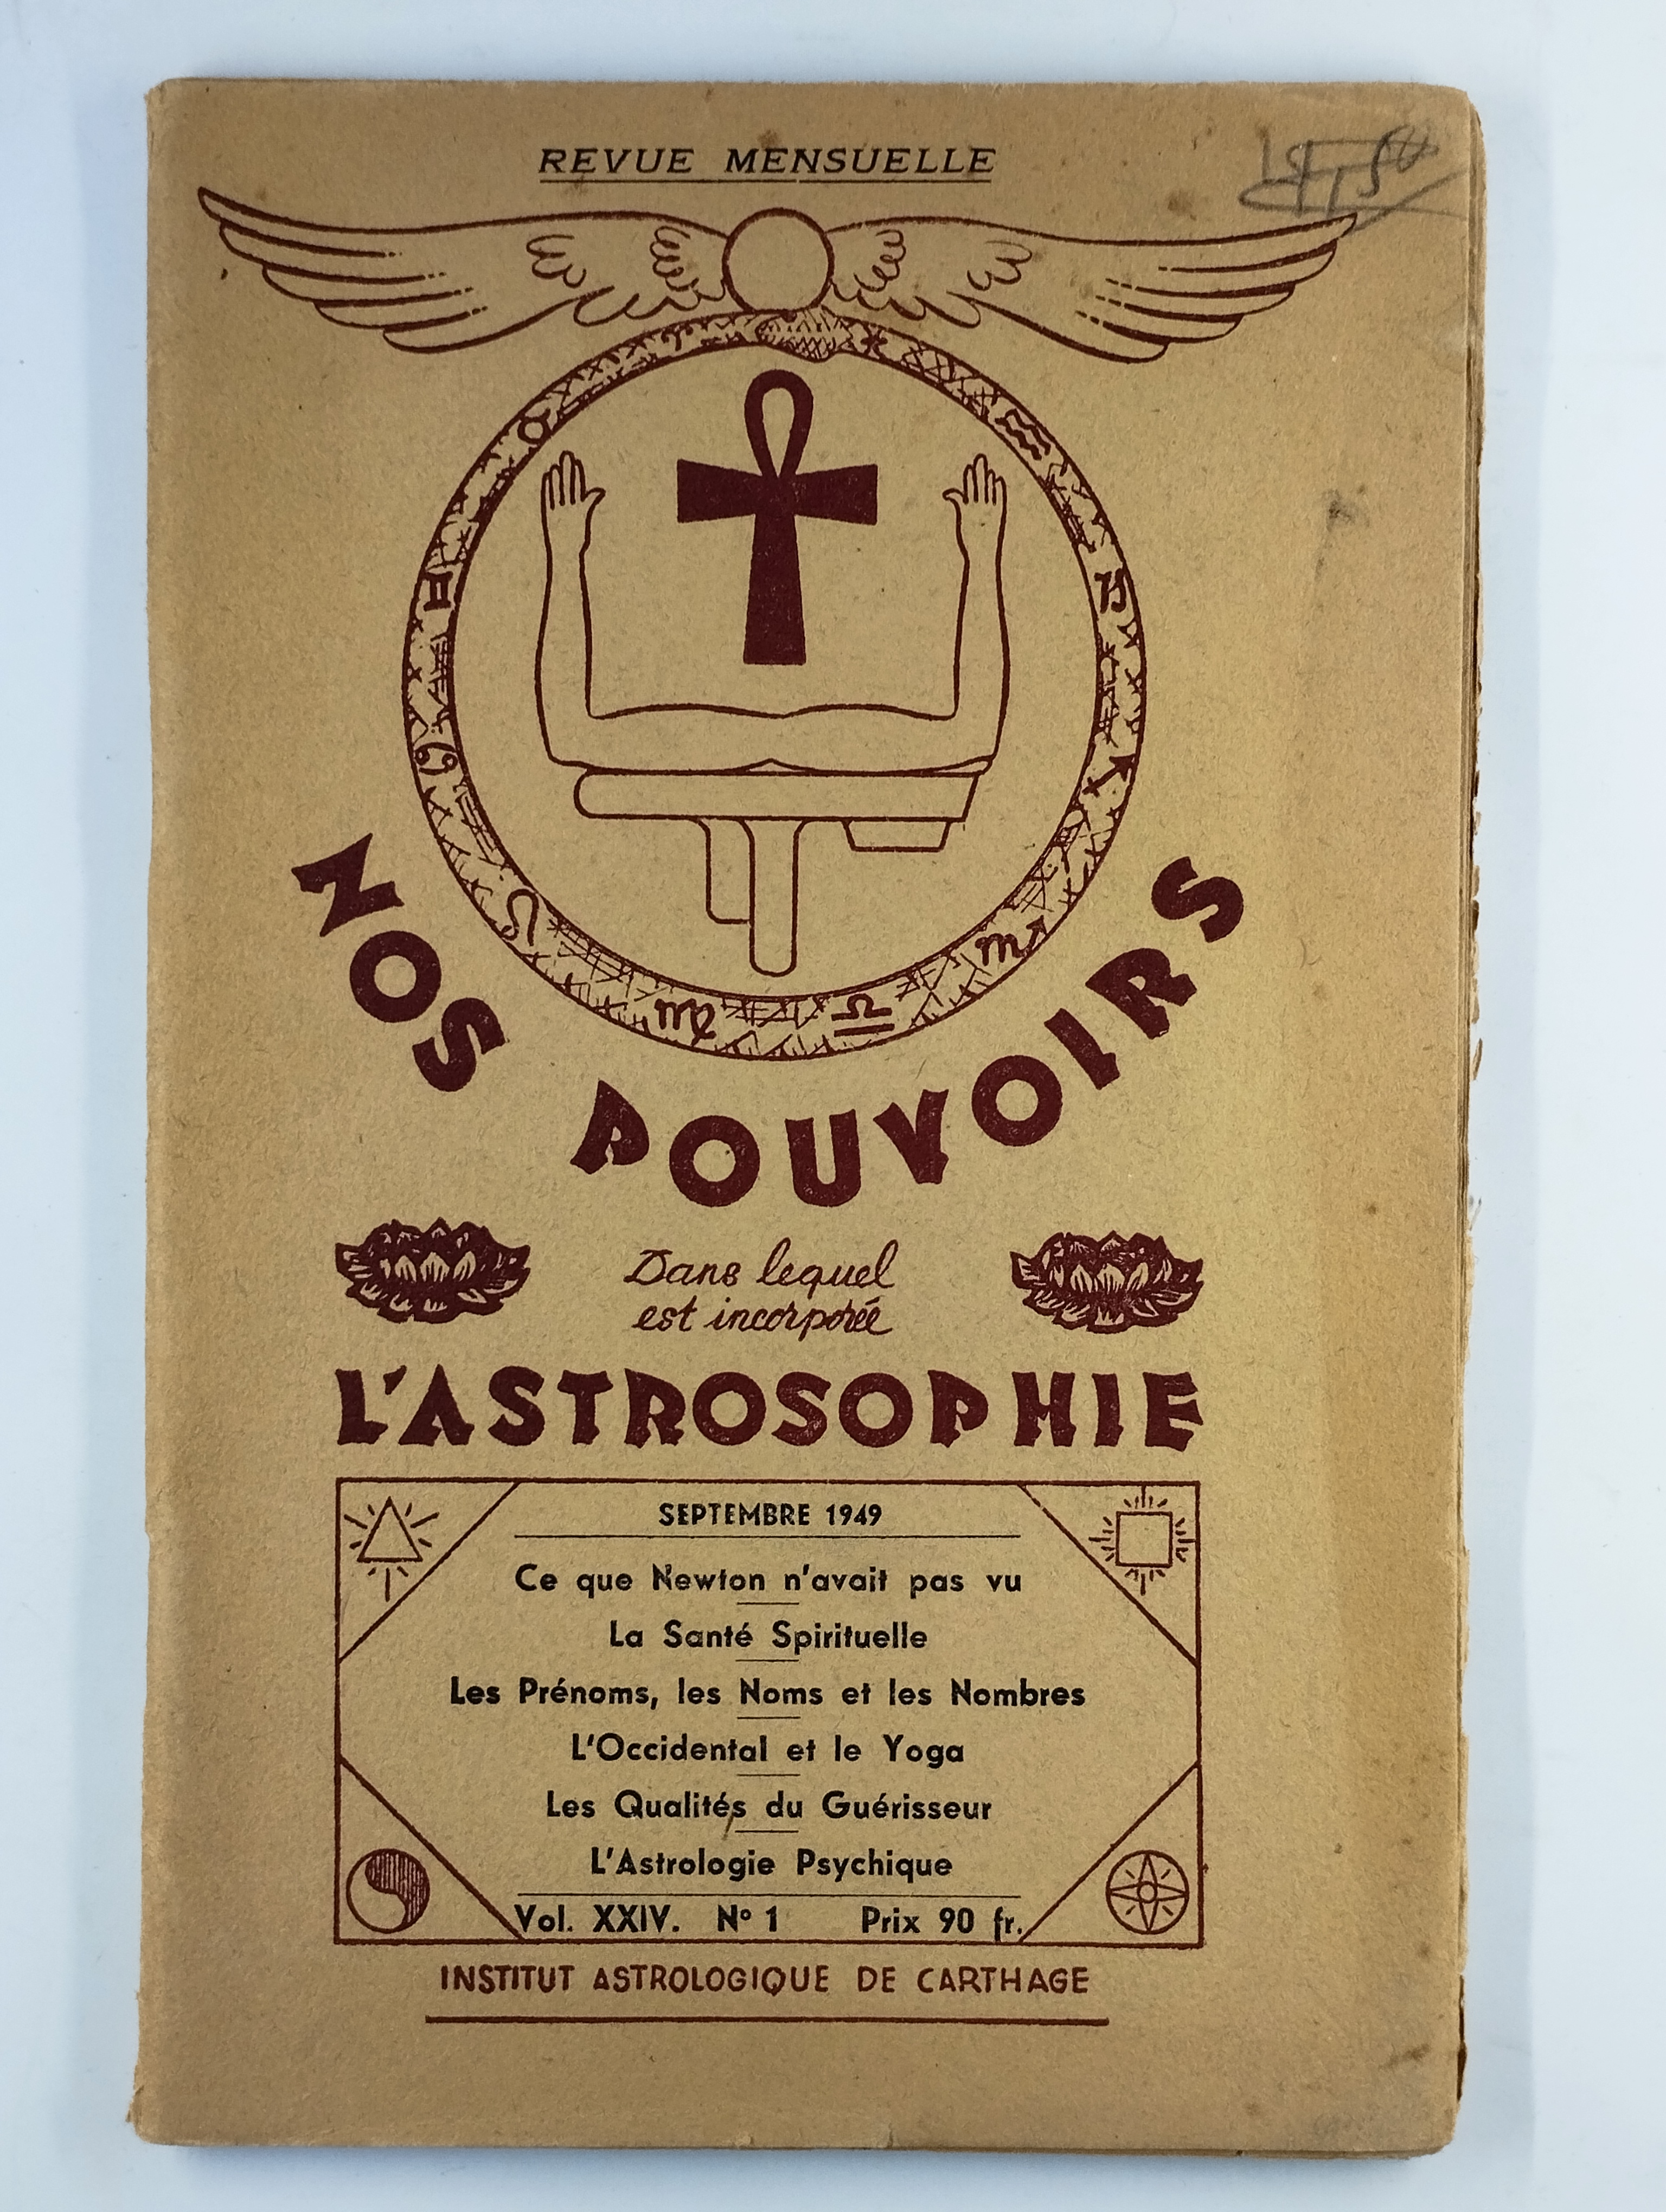 REVUE MENSUELLE
NOS POUVOIRS
Dans lequel
est incorporée
L'ASTROSOPHIE
SEPTEMBRE 1949
Ce que Newton n'avait pas vu
La Santé Spirituelle
Les Prénoms, les Noms et les Nombres
L'Occidental et le Yoga
Les Qualités du Guérisseur
L'Astrologie Psychique
Vol. XXIV. N° 1 Prix 90 fr.
INSTITUT ASTROLOGIQUE DE CARTHAGE